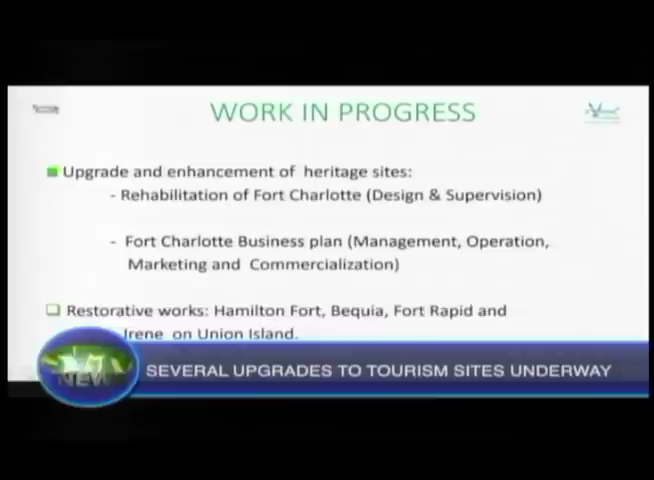 WORK IN PROGRESS
Upgrade and enhancement of heritage sites:
- Rehabilitation of Fort Charlotte (Design & Supervision)
- Fort Charlotte Business plan (Management, Operation,
Marketing and Commercialization)
Restorative works: Hamilton Fort, Bequia, Fort Rapid and
Irene on Union Island.
NEWS
SEVERAL UPGRADES TO TOURISM SITES UNDERWAY